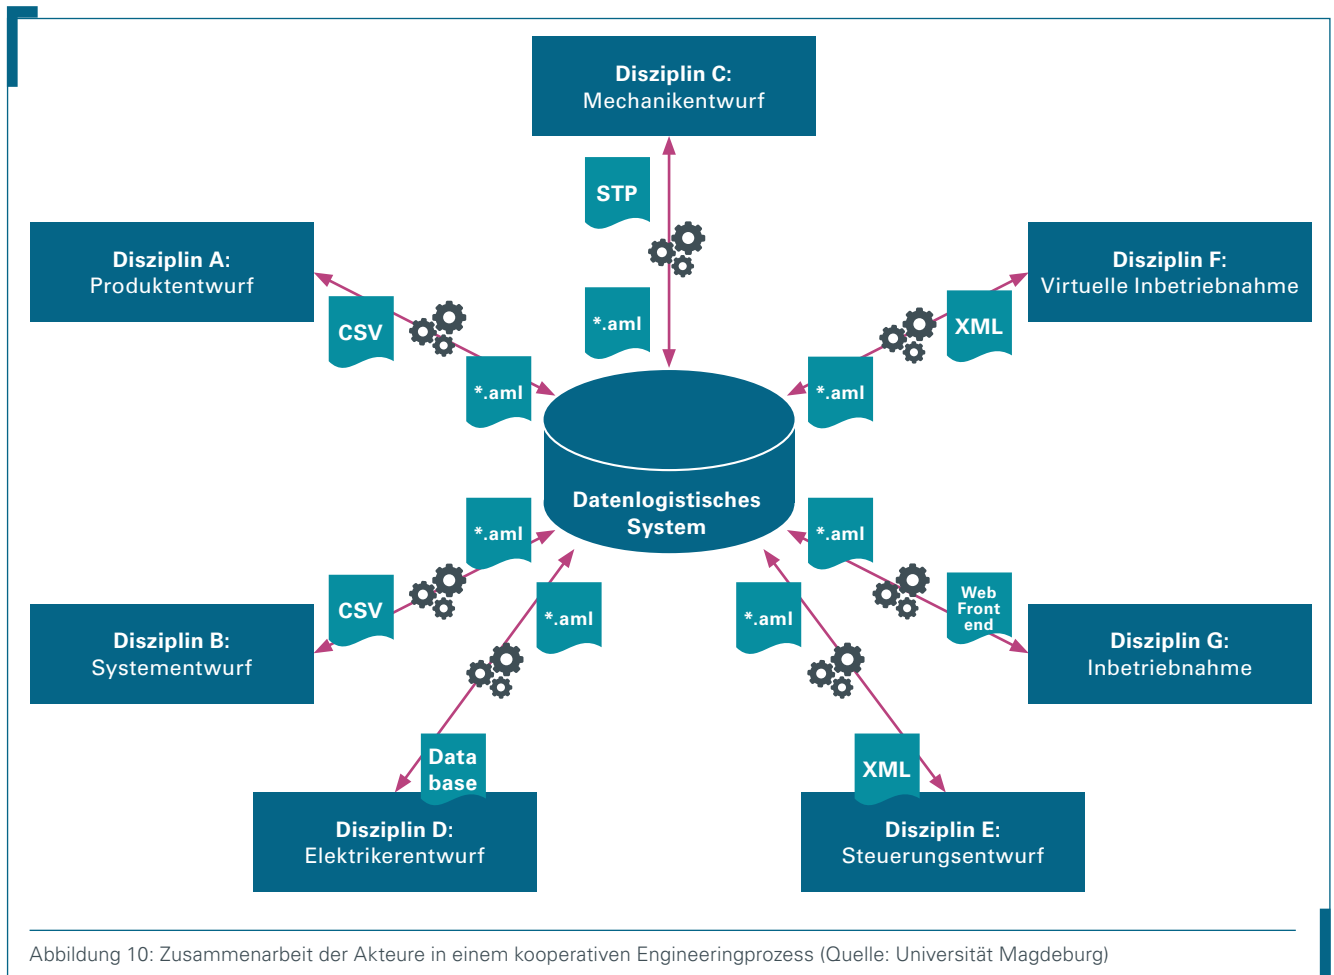 Disziplin C:
Mechanikentwurf
STP
*.aml
Disziplin A:
Produktentwurf
CSV
*.aml
Disziplin F:
Virtuelle Inbetriebnahme
XML
*.aml
Datenlogistisches
System
Disziplin B:
Systementwurf
CSV
*.aml
Disziplin G:
Inbetriebnahme
Web
Front
end
*.aml
Disziplin D:
Elektrikerentwurf
Data
base
*.aml
Disziplin E:
Steuerungsentwurf
XML
*.aml
Abbildung 10: Zusammenarbeit der Akteure in einem kooperativen Engineeringprozess (Quelle: Universität Magdeburg)